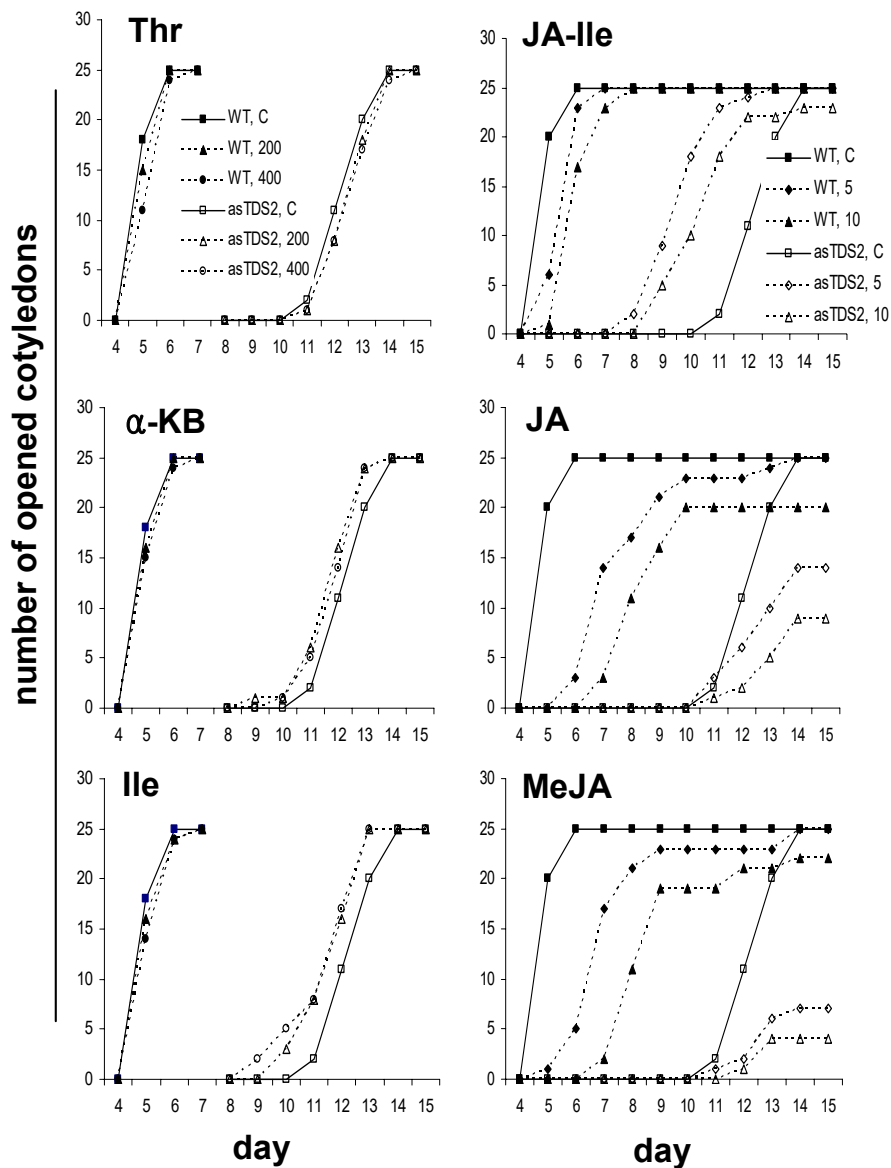 number of opened cotyledons
Thr
30
25
20
15
10
5
0
4 5 6 7 8 9 10 11 12 13 14 15
WT, C
WT, 200
WT, 400
asTDS2, C
asTDS2, 200
asTDS2, 400
JA-Ile
30
25
20
15
10
5
0
4 5 6 7 8 9 10 11 12 13 14 15
WT, C
WT, 5
WT, 10
asTDS2, C
asTDS2, 5
asTDS2, 10
α-KB
30
25
20
15
10
5
0
4 5 6 7 8 9 10 11 12 13 14 15
JA
30
25
20
15
10
5
0
4 5 6 7 8 9 10 11 12 13 14 15
Ile
30
25
20
15
10
5
0
4 5 6 7 8 9 10 11 12 13 14 15
day
MeJA
30
25
20
15
10
5
0
4 5 6 7 8 9 10 11 12 13 14 15
day